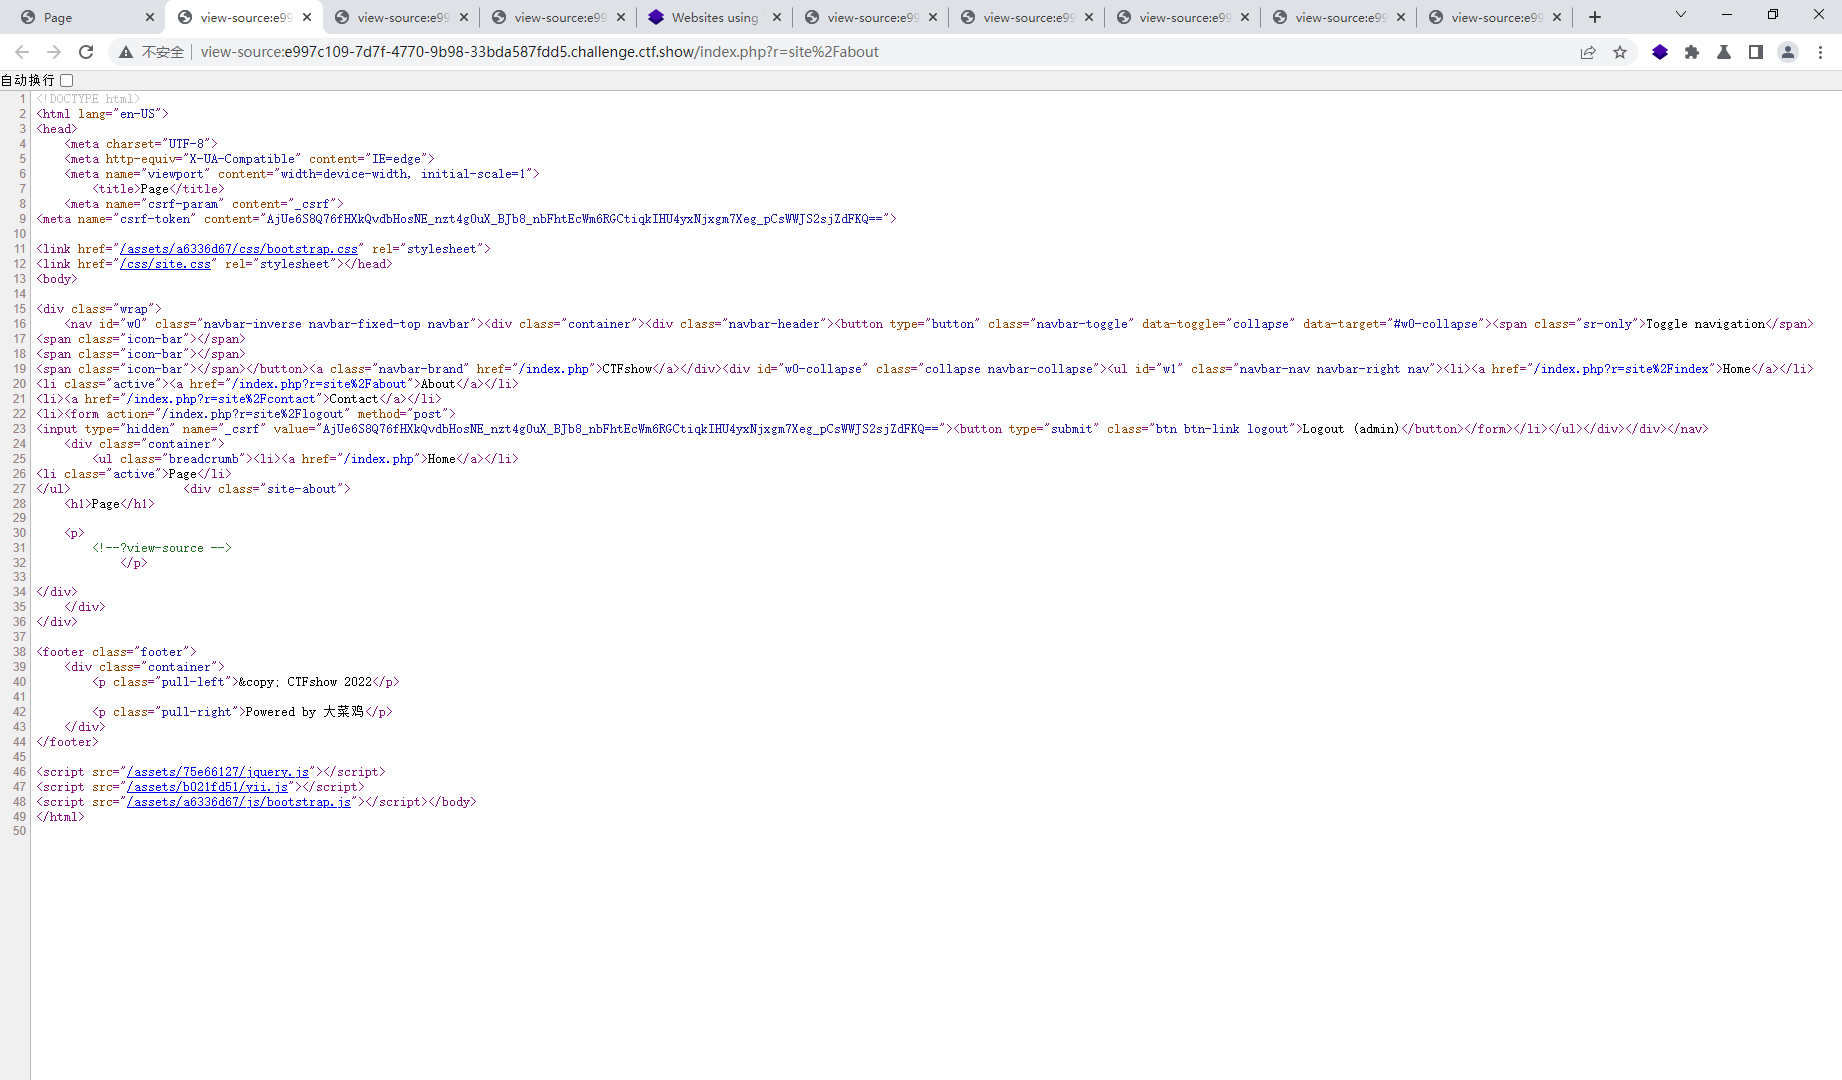 Page
view-source:e99
view-source:e99
view-source:e99
Websites using
view-source:e99
view-source:e99
view-source:e99
view-source:e99
view-source:e99
不安全 view-source:e997c109-7d7f-4770-9b98-33bda587fdd5.challenge.ctf.show/index.php?r=site%2Fabout
自动换行
1 <!DOCTYPE html>
2 <html lang="en-US">
3 <head>
4 <meta charset="UTF-8">
5 <meta http-equiv="X-UA-Compatible" content="IE=edge">
6 <meta name="viewport" content="width=device-width, initial-scale=1">
7 <title>Page</title>
8 <meta name="csrf-param" content="_csrf">
9 <meta name="csrf-token" content="AjUe6S8Q76fHXkQvdbHosNE_nzt4g0uX_BJb8_nbFhtEcWm6RGCtiqkIHU4yxNjxgm7Xeg_pCsWWJS2sjZdFKQ==">
10
11 <link href="/assets/a6336d67/css/bootstrap.css" rel="stylesheet">
12 <link href="/css/site.css" rel="stylesheet"></head>
13 <body>
14
15 <div class="wrap">
16 <nav id="w0" class="navbar-inverse navbar-fixed-top navbar"><div class="container"><div class="navbar-header"><button type="button" class="navbar-toggle" data-toggle="collapse" data-target="#w0-collapse"><span class="sr-only">Toggle navigation</span>
17 <span class="icon-bar"></span>
18 <span class="icon-bar"></span>
19 <span class="icon-bar"></span></button><a class="navbar-brand" href="/index.php">CTFshow</a></div><div id="w0-collapse" class="collapse navbar-collapse"><ul id="w1" class="navbar-nav navbar-right nav"><li><a href="/index.php?r=site%2Findex">Home</a></li>
20 <li class="active"><a href="/index.php?r=site%2Fabout">About</a></li>
21 <li><a href="/index.php?r=site%2Fcontact">Contact</a></li>
22 <li><form action="/index.php?r=site%2Flogout" method="post">
23 <input type="hidden" name="_csrf" value="AjUe6S8Q76fHXkQvdbHosNE_nzt4g0uX_BJb8_nbFhtEcWm6RGCtiqkIHU4yxNjxgm7Xeg_pCsWWJS2sjZdFKQ=="><button type="submit" class="btn btn-link logout">Logout (admin)</button></form></li></ul></div></div></nav>
24 <div class="container">
25 <ul class="breadcrumb"><li><a href="/index.php">Home</a></li>
26 <li class="active">Page</li>
27 </ul> <div class="site-about">
28 <h1>Page</h1>
29
30 <p>
31 <!--?view-source -->
32 </p>
33
34 </div>
35 </div>
36 </div>
37
38 <footer class="footer">
39 <div class="container">
40 <p class="pull-left">&copy; CTFshow 2022</p>
41
42 <p class="pull-right">Powered by 大菜鸡</p>
43 </div>
44 </footer>
45
46 <script src="/assets/75e66127/jquery.js"></script>
47 <script src="/assets/b021fd51/yii.js"></script>
48 <script src="/assets/a6336d67/js/bootstrap.js"></script></body>
49 </html>
50